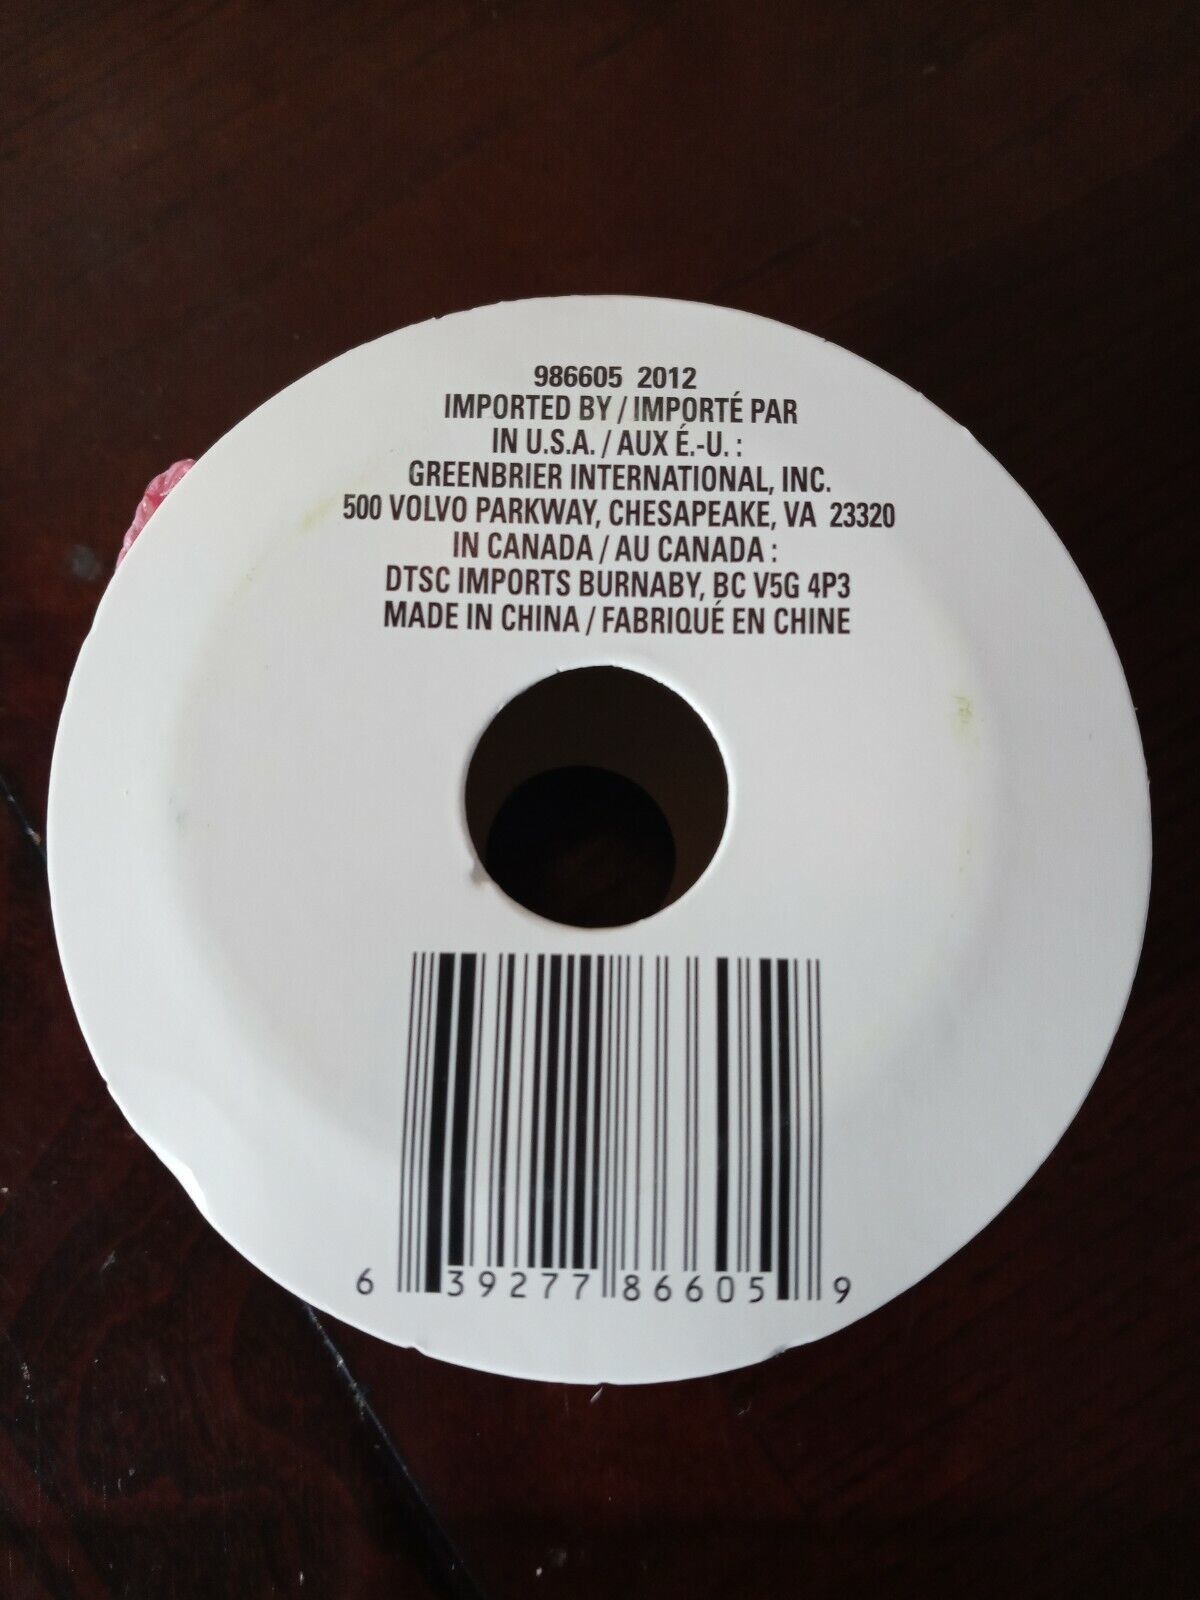 986605 2012
IMPORTED BY / IMPORTÉ PAR
IN U.S.A. / AUX É.-U. :
GREENBRIER INTERNATIONAL, INC.
500 VOLVO PARKWAY, CHESAPEAKE, VA 23320
IN CANADA / AU CANADA :
DTSC IMPORTS BURNABY, BC V5G 4P3
MADE IN CHINA / FABRIQUÉ EN CHINE
6 39277 86605 9